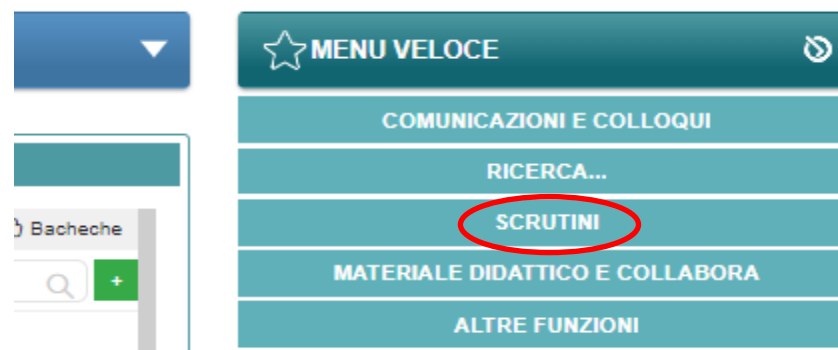 MENU VELOCE
COMUNICAZIONI E COLLOQUI
RICERCA...
SCRUTINI
Bacheche
MATERIALE DIDATTICO E COLLABORA
+
ALTRE FUNZIONI